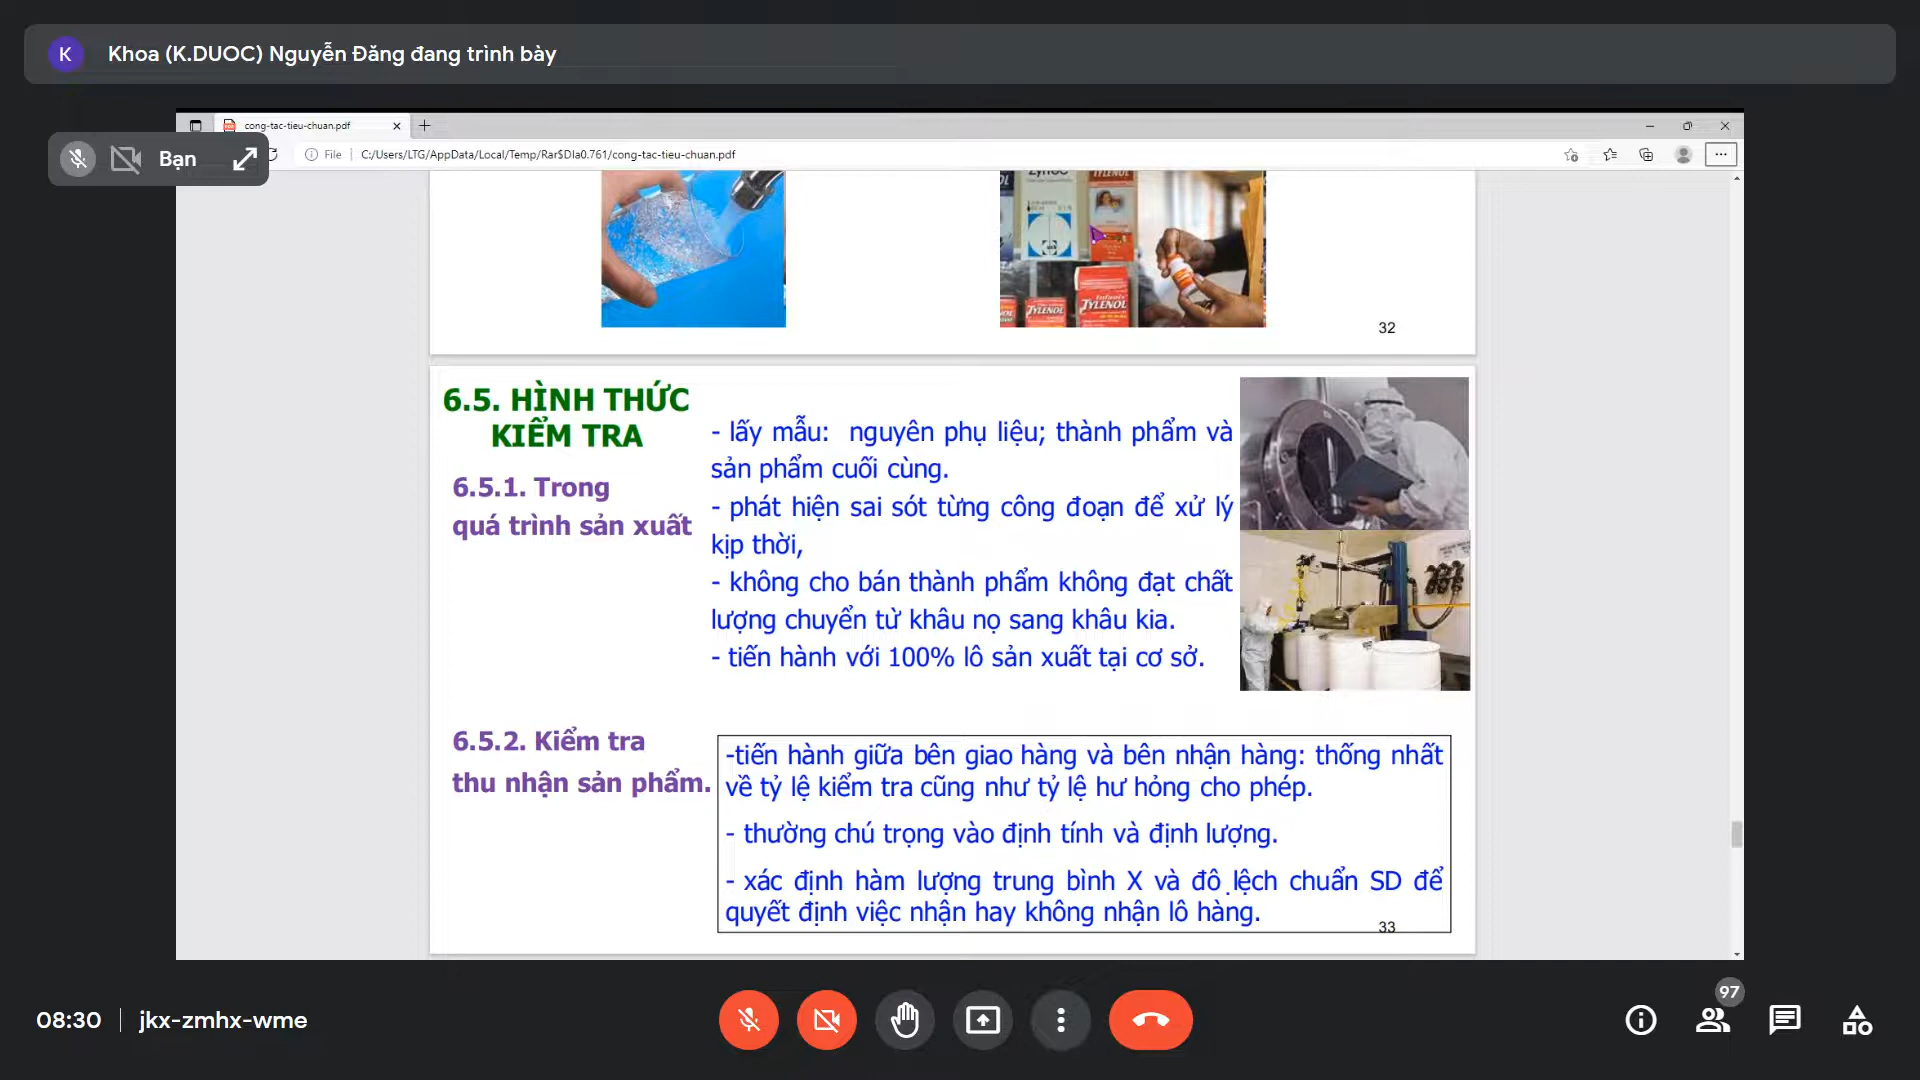 K
Khoa (K.DUOC) Nguyễn Đăng đang trình bày
cong-tac-tieu-chuan.pdf
Bạn
File
C:/Users/LTG/AppData/Local/Temp/Rar$DIa0.761/cong-tac-tieu-chuan.pdf
TYLENOL
TYLENOL
TYLENOL
32
6.5. HÌNH THỨC
KIỂM TRA
- lấy mẫu: nguyên phụ liệu; thành phẩm và
sản phẩm cuối cùng.
6.5.1. Trong
quá trình sản xuất
- phát hiện sai sót từng công đoạn để xử lý
kịp thời,
- không cho bán thành phẩm không đạt chất
lượng chuyển từ khâu nọ sang khâu kia.
- tiến hành với 100% lô sản xuất tại cơ sở.
6.5.2. Kiểm tra
thu nhận sản phẩm.
-tiến hành giữa bên giao hàng và bên nhận hàng: thống nhất
về tỷ lệ kiểm tra cũng như tỷ lệ hư hỏng cho phép.
- thường chú trọng vào định tính và định lượng.
- xác định hàm lượng trung bình X và độ lệch chuẩn SD để
quyết định việc nhận hay không nhận lô hàng.
33
08:30
jkx-zmhx-wme
97